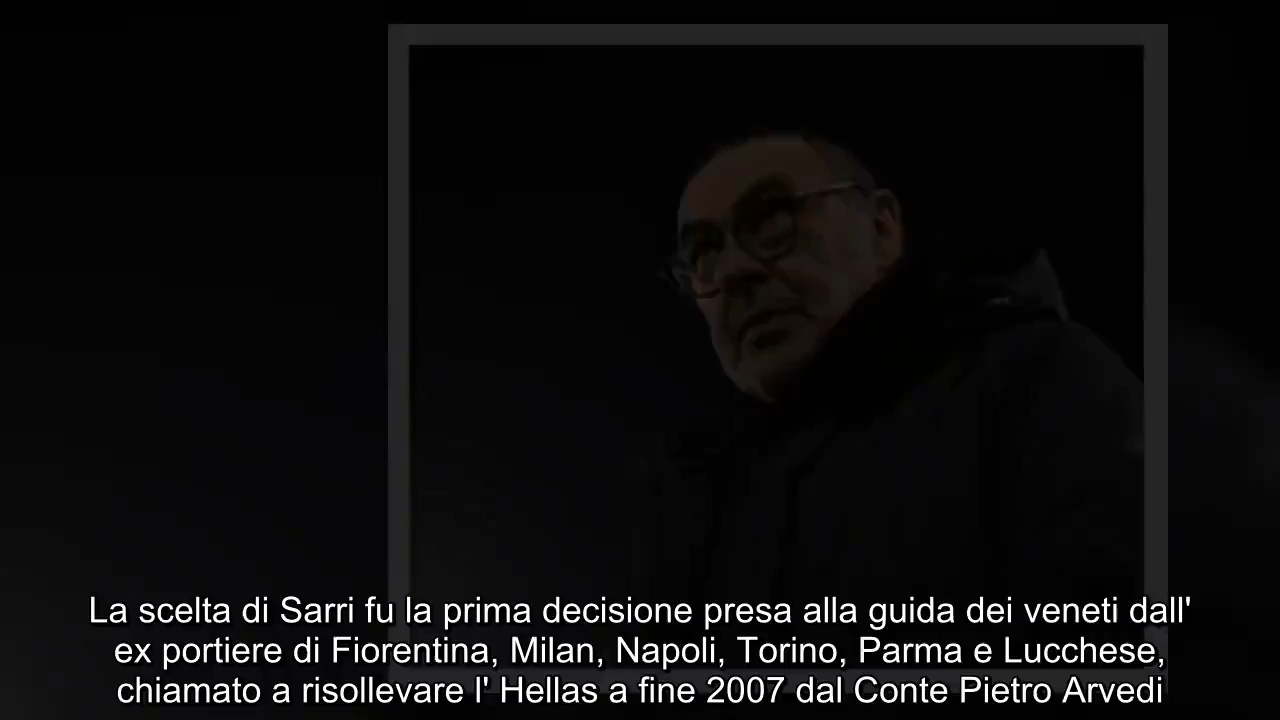 La scelta di Sarri fu la prima decisione presa alla guida dei veneti dall'
ex portiere di Fiorentina, Milan, Napoli, Torino, Parma e Lucchese,
chiamato a risollevare l' Hellas a fine 2007 dal Conte Pietro Arvedi